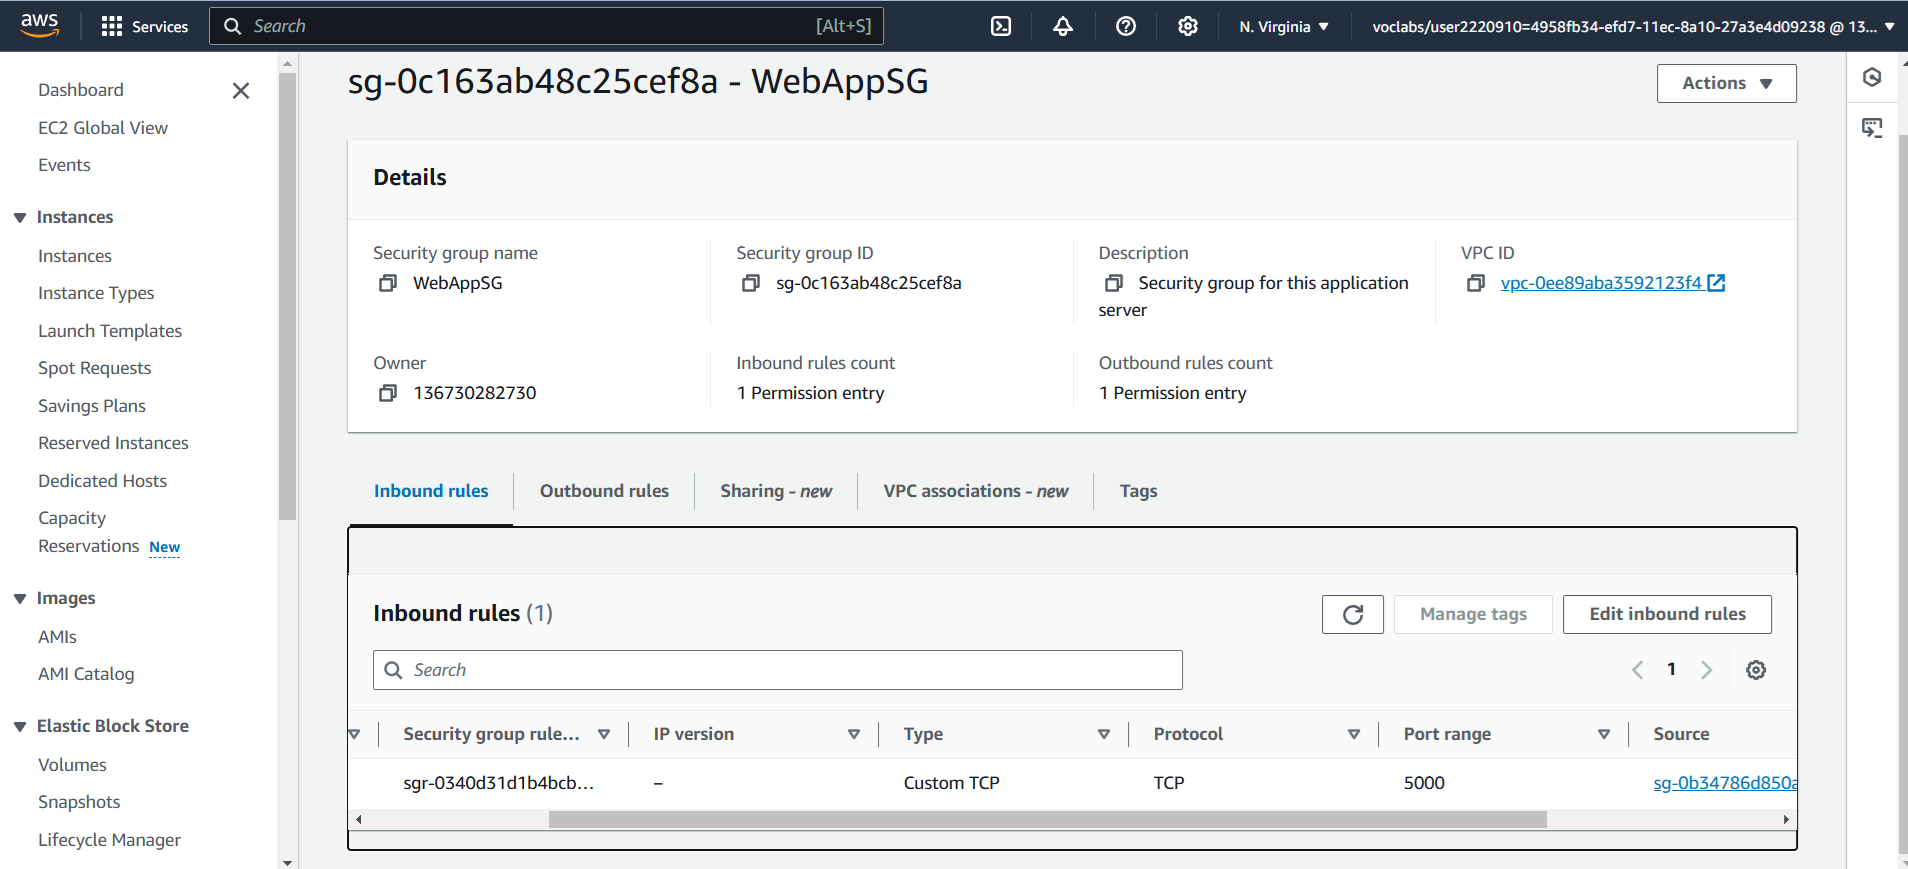 aws
Services
Search
[Alt+S]
N. Virginia
voclabs/user2220910=4958fb34-efd7-11ec-8a10-27a3e4d09238 @ 13...
Dashboard
EC2 Global View
Events
Instances
Instances
Instance Types
Launch Templates
Spot Requests
Savings Plans
Reserved Instances
Dedicated Hosts
Capacity
Reservations New
Images
AMIs
AMI Catalog
Elastic Block Store
Volumes
Snapshots
Lifecycle Manager
sg-0c163ab48c25cef8a - WebAppSG
Actions
Details
Security group name
WebAppSG
Security group ID
sg-0c163ab48c25cef8a
Description
Security group for this application
server
VPC ID
vpc-0ee89aba3592123f4
Owner
136730282730
Inbound rules count
1 Permission entry
Outbound rules count
1 Permission entry
Inbound rules
Outbound rules
Sharing - new
VPC associations - new
Tags
Inbound rules (1)
Manage tags
Edit inbound rules
Search
1
Security group rule...
IP version
Type
Protocol
Port range
Source
sgr-0340d31d1b4bcb...
–
Custom TCP
TCP
5000
sg-0b34786d850a